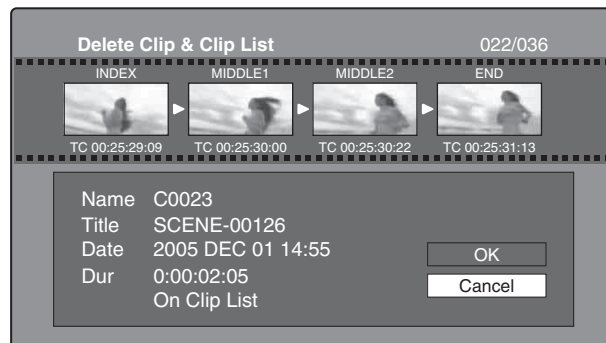 Delete Clip & Clip List 022/036
INDEX MIDDLE1 MIDDLE2 END
TC 00:25:29:09 TC 00:25:30:00 TC 00:25:30:22 TC 00:25:31:13
Name C0023
Title SCENE-00126
Date 2005 DEC 01 14:55
Dur 0:00:02:05
On Clip List
OK
Cancel